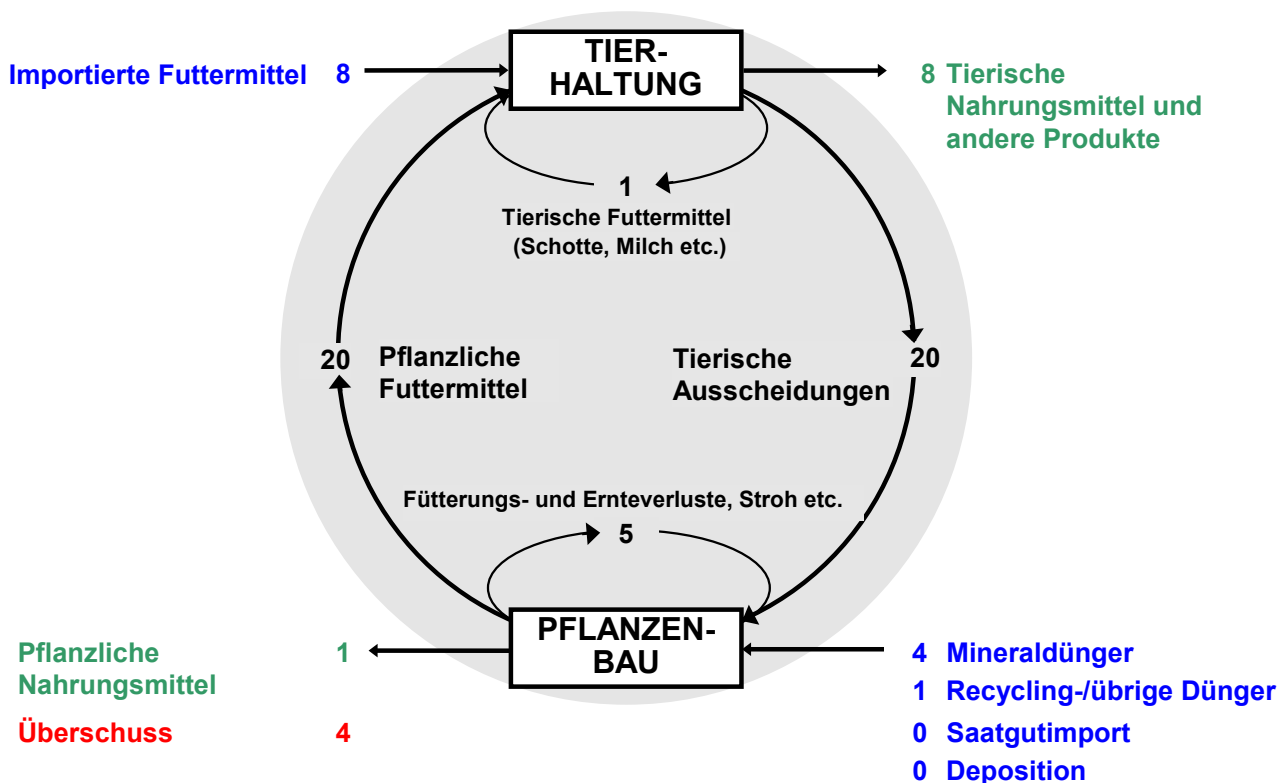 TIER-
HALTUNG
Importierte Futtermittel 8
8 Tierische
Nahrungsmittel und
andere Produkte
1
Tierische Futtermittel
(Schotte, Milch etc.)
20 Pflanzliche
Futtermittel
Tierische 20
Ausscheidungen
Fütterungs- und Ernteverluste, Stroh etc.
5
PFLANZEN-
BAU
Pflanzliche 1
Nahrungsmittel
Überschuss 4
4 Mineraldünger
1 Recycling-/übrige Dünger
0 Saatgutimport
0 Deposition